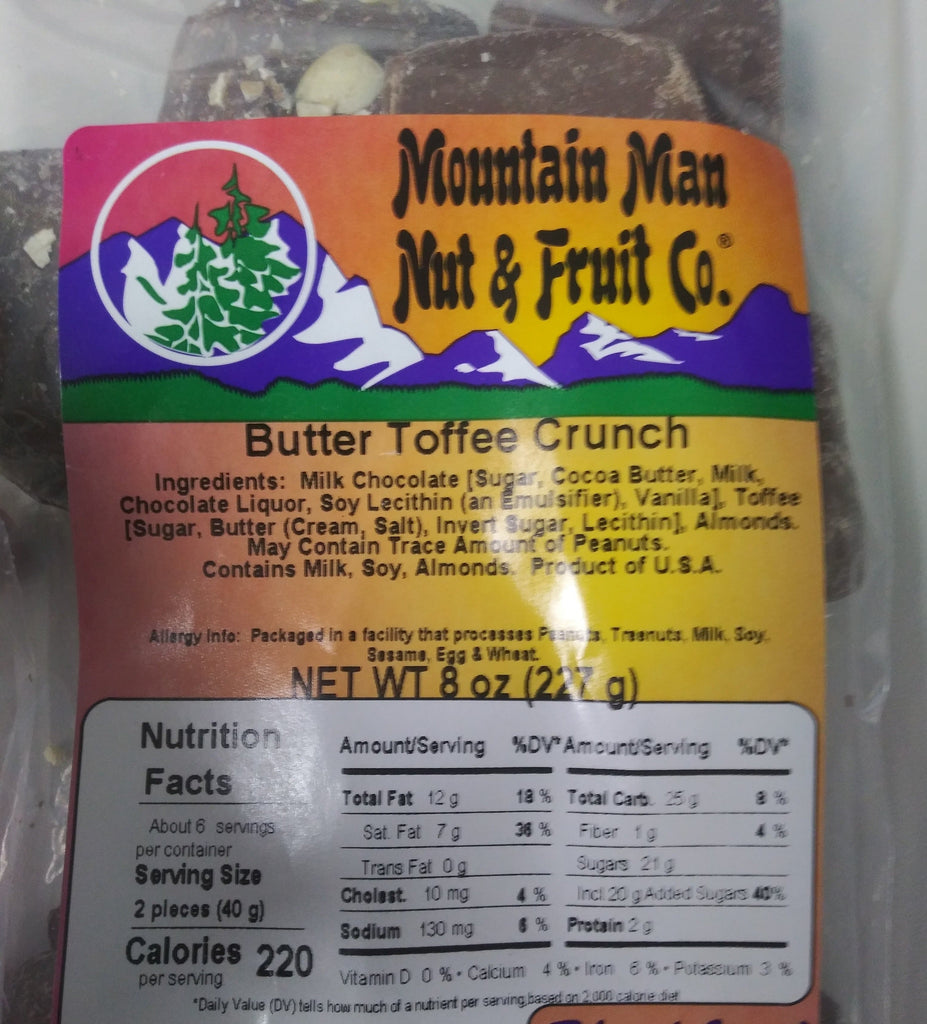 Mountain Man
Nut & Fruit Co.®
Butter Toffee Crunch
Ingredients: Milk Chocolate [Sugar, Cocoa Butter, Milk,
Chocolate Liquor, Soy Lecithin (an Emulsifier), Vanilla], Toffee
[Sugar, Butter (Cream, Salt), Invert Sugar, Lecithin], Almonds.
May Contain Trace Amount of Peanuts.
Contains Milk, Soy, Almonds. Product of U.S.A.
Allergy Info: Packaged in a facility that processes Peanuts, Treenuts, Milk, Soy,
Sesame, Egg & Wheat.
NET WT 8 oz (227 g)
Nutrition
Facts
About 6 servings
per container
Serving Size
2 pieces (40 g)
Calories 220
per serving
Amount/Serving %DV*
Total Fat 12 g 18 %
Sat. Fat 7 g 36 %
Trans Fat 0 g
Cholest. 10 mg 4 %
Sodium 130 mg 6 %
Amount/Serving %DV*
Total Carb. 25 g 8 %
Fiber 1 g 4 %
Sugars 21 g
Incl. 20 g Added Sugars 40%
Protein 2 g
Vitamin D 0 % • Calcium 4 % • Iron 6 % • Potassium 3 %
*Daily Value (DV) tells how much of a nutrient per serving,based on 2,000 calorie diet